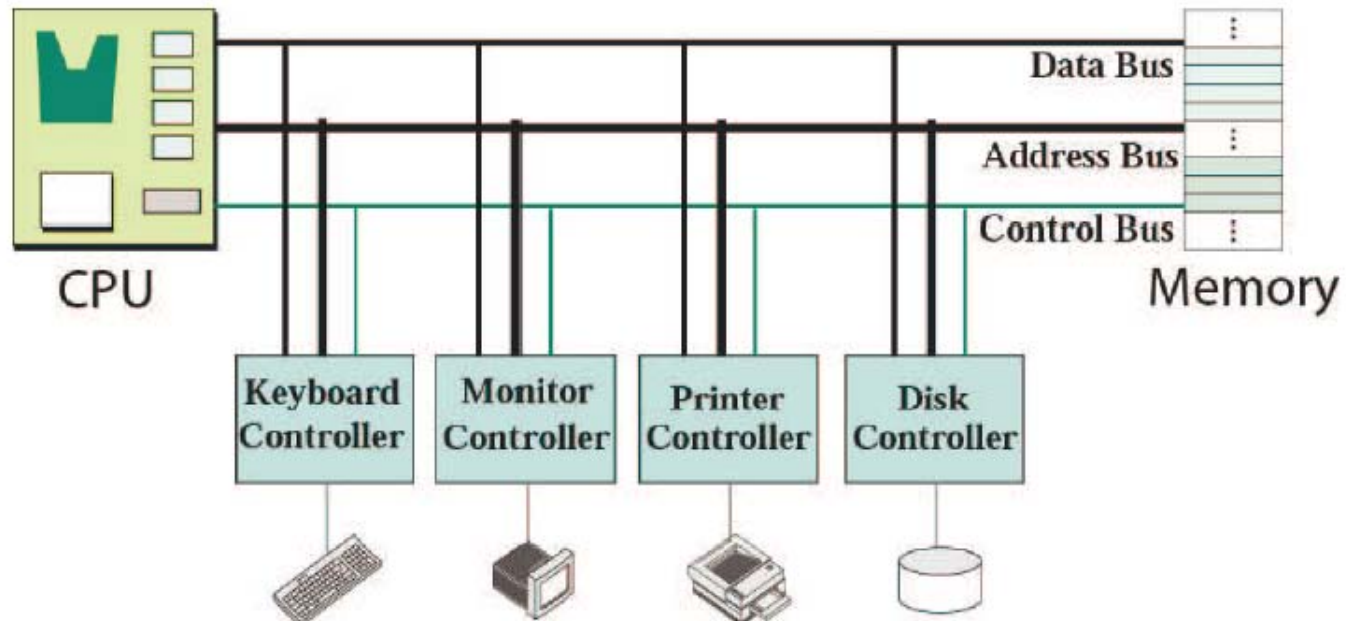 Data Bus
Address Bus
Control Bus
CPU
Memory
Keyboard
Controller
Monitor
Controller
Printer
Controller
Disk
Controller